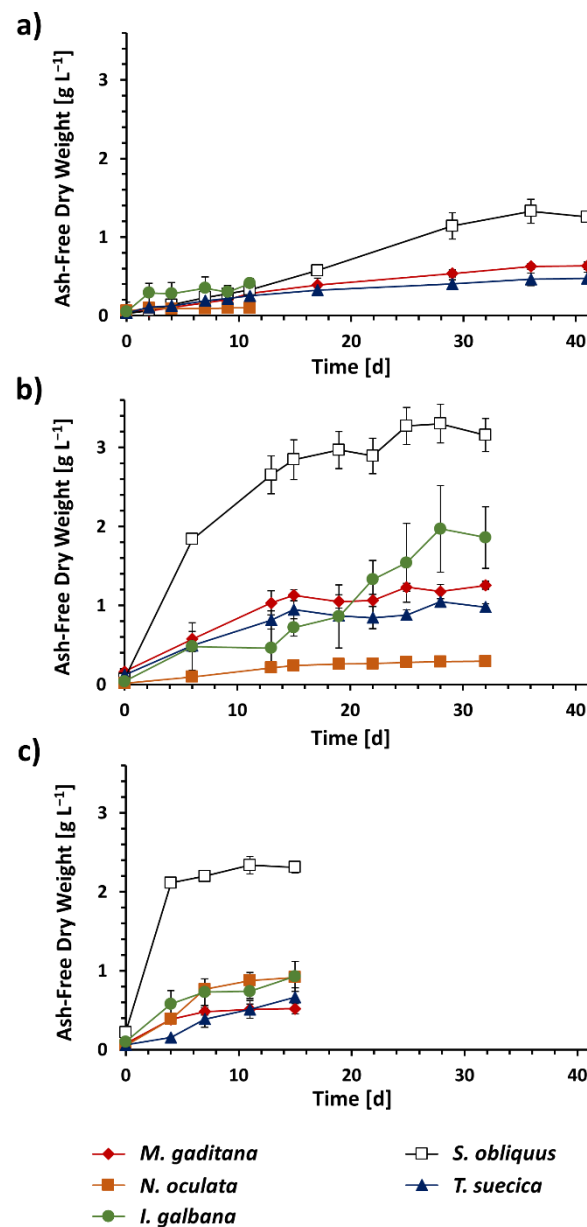 a)
Ash-Free Dry Weight [g L⁻¹]
3
2
1
0
0 10 20 30 40
Time [d]
b)
Ash-Free Dry Weight [g L⁻¹]
3
2
1
0
0 10 20 30 40
Time [d]
c)
Ash-Free Dry Weight [g L⁻¹]
3
2
1
0
0 10 20 30 40
Time [d]
M. gaditana
S. obliquus
N. oculata
T. suecica
I. galbana